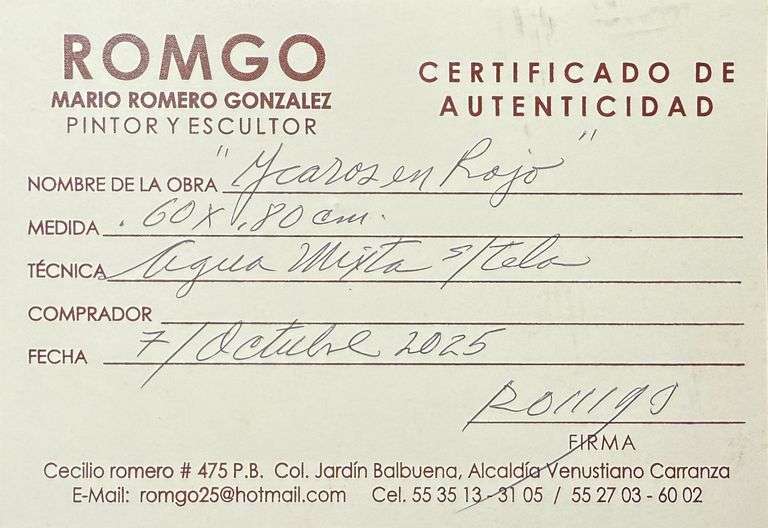 ROMGO
MARIO ROMERO GONZALEZ
PINTOR Y ESCULTOR
CERTIFICADO DE
AUTENTICIDAD
NOMBRE DE LA OBRA "Ycaros en Rojo"
MEDIDA .60 x .80 cm.
TÉCNICA Agua Mixta s/tela
COMPRADOR
FECHA 7/Octubre 2025
ROMGO
FIRMA
Cecilio romero # 475 P.B. Col. Jardín Balbuena, Alcaldía Venustiano Carranza
E-Mail: romgo25@hotmail.com Cel. 55 35 13 - 31 05 / 55 27 03 - 60 02